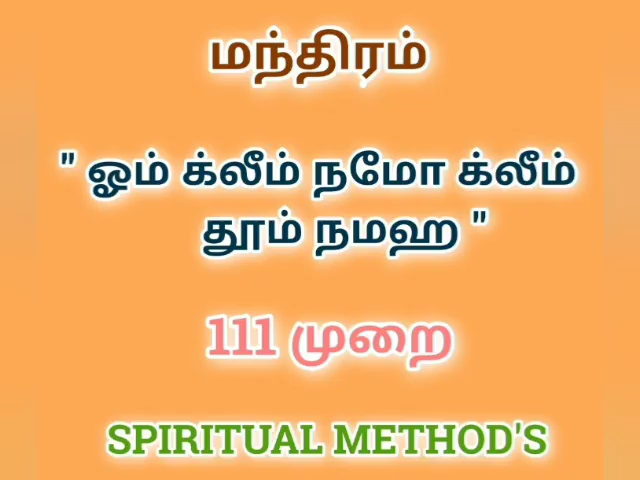 மந்திரம்
" ஓம் க்லீம் நமோ க்லீம்
தூம் நமஹ "
111 முறை
SPIRITUAL METHOD'S